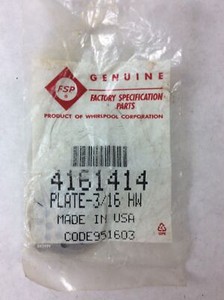 FSP
GENUINE
FACTORY SPECIFICATION
PARTS
PRODUCT OF WHIRLPOOL CORPORATION
4161414
PLATE-3/16 HW
MADE IN USA
CODE951603